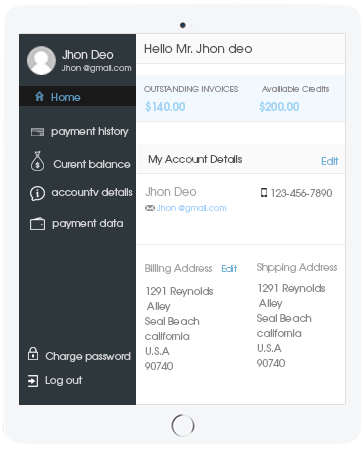 Jhon Deo
Jhon @gmail.com
Home
payment history
Curent balance
accountv details
payment data
Charge password
Log out
Hello Mr. Jhon deo
OUTSTANDING INVOICES
$140.00
Available Credits
$200.00
My Account Details
Edit
Jhon Deo
Jhon @gmail.com
123-456-7890
Billing Address Edit
1291 Reynolds
Alley
Seal Beach
california
U.S.A
90740
Shpping Address
1291 Reynolds
Alley
Seal Beach
california
U.S.A
90740